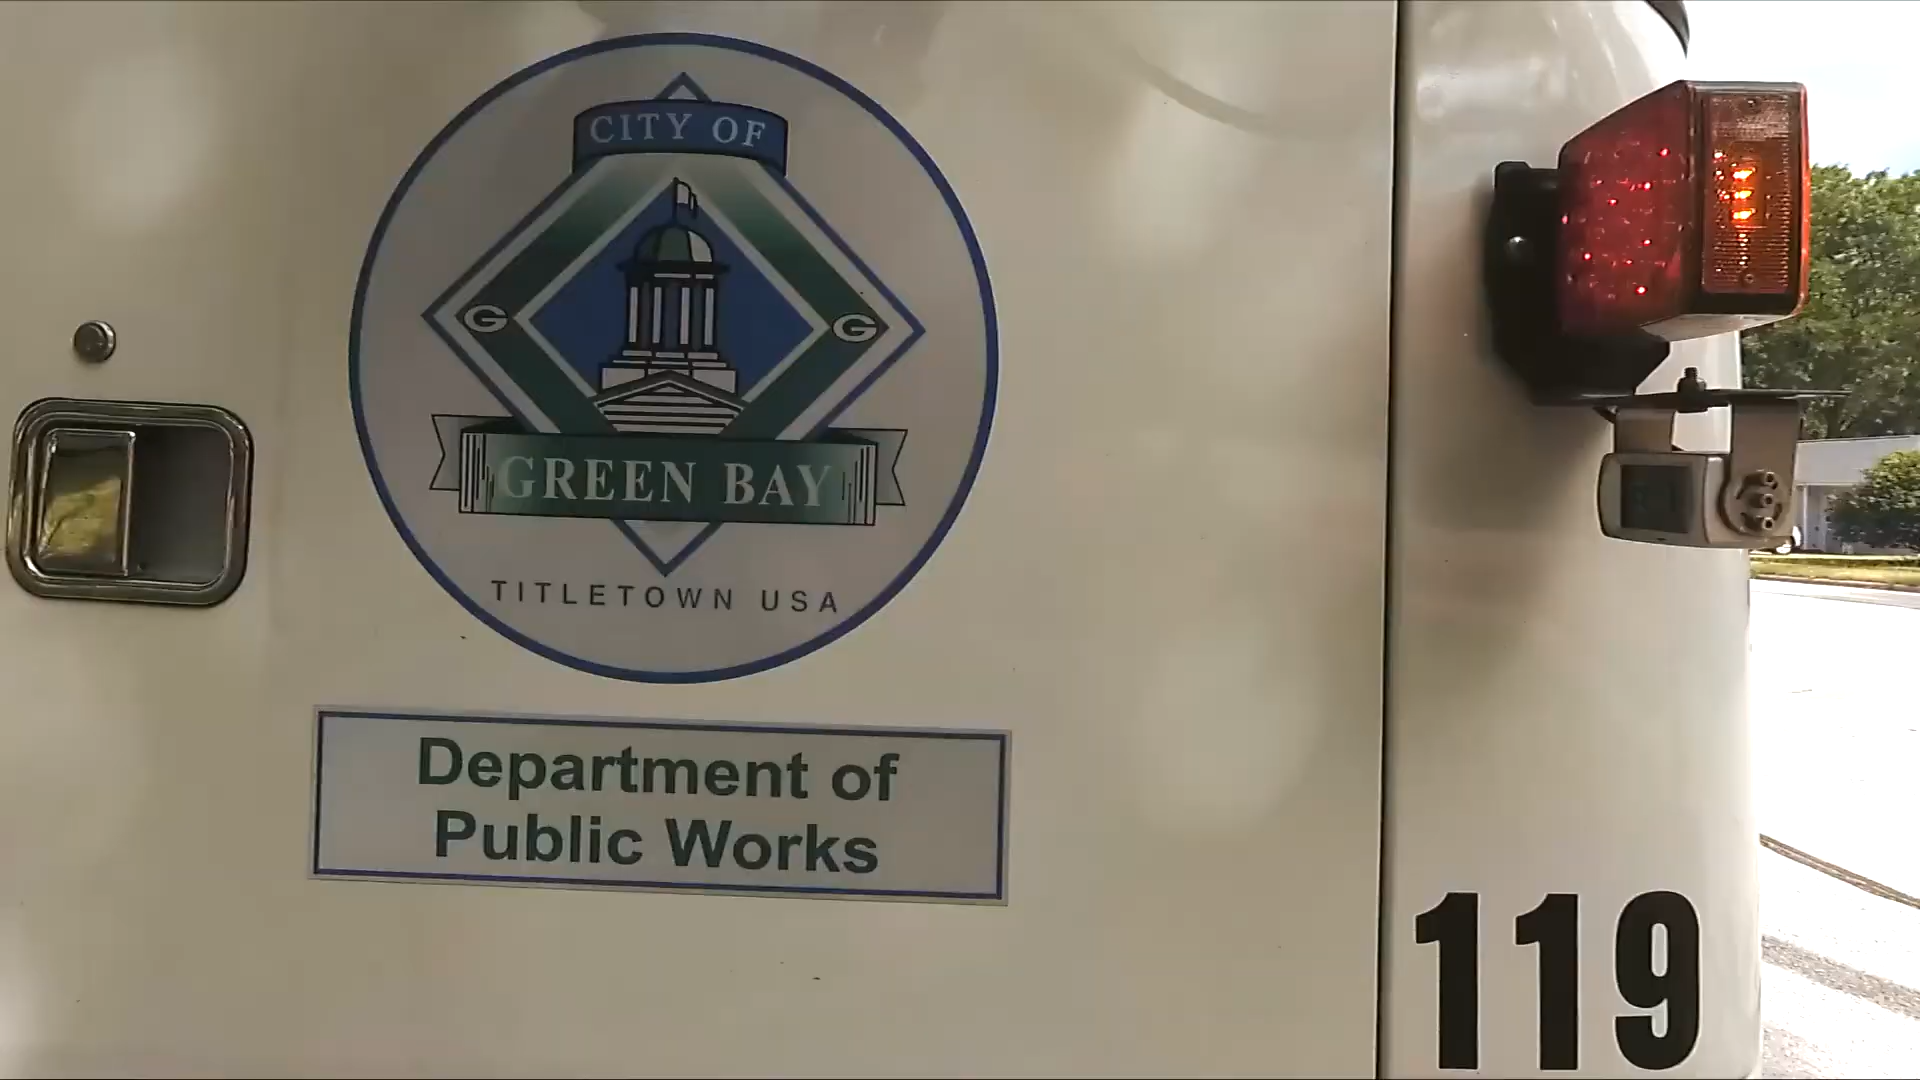 CITY OF
G G
GREEN BAY
TITLETOWN USA
Department of
Public Works
119